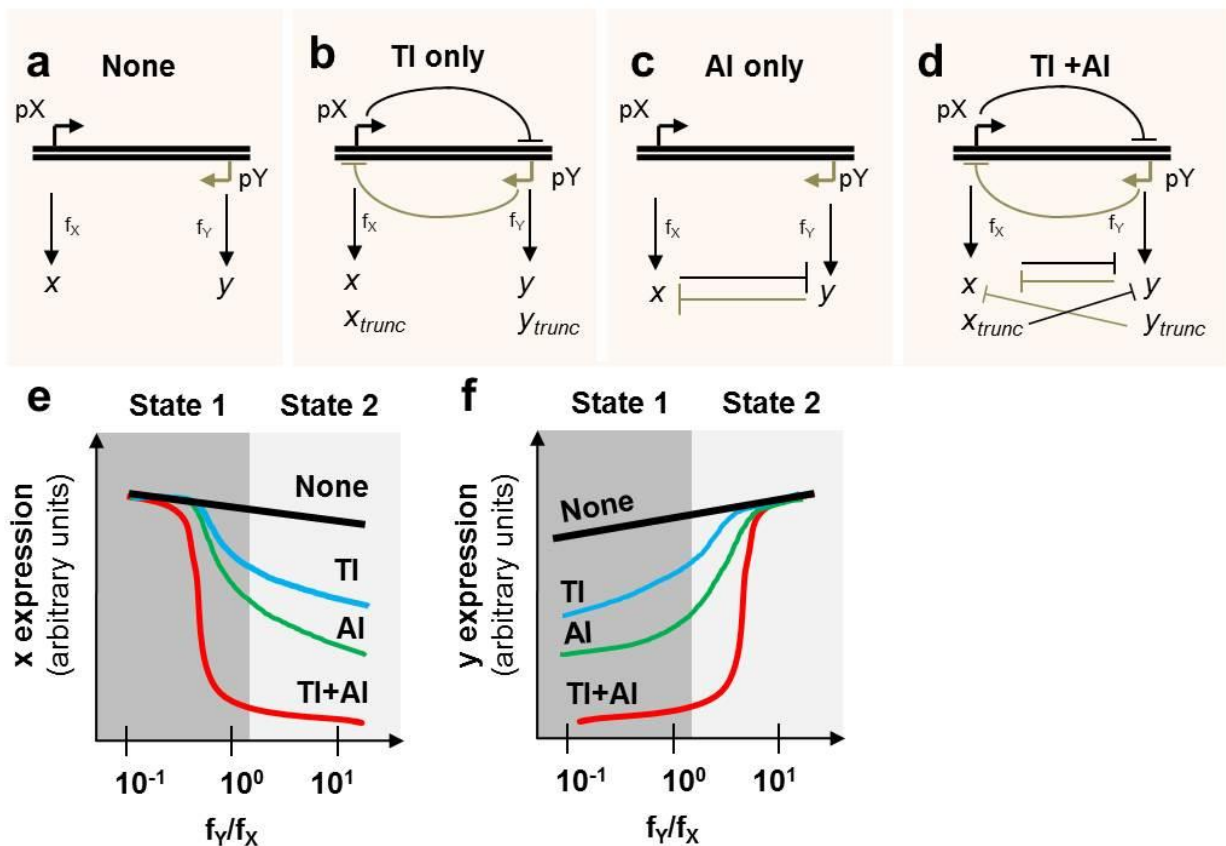 a None
pX
pY
fX fY
x y
b TI only
pX
pY
fX fY
x y
xtrunc ytrunc
c AI only
pX
pY
fX fY
x y
d TI +AI
pX
pY
fX fY
x y
xtrunc ytrunc
e
State 1 State 2
x expression
(arbitrary units)
None
TI
AI
TI+AI
10-1 100 101
fY/fX
f
State 1 State 2
y expression
(arbitrary units)
None
TI
AI
TI+AI
10-1 100 101
fY/fX